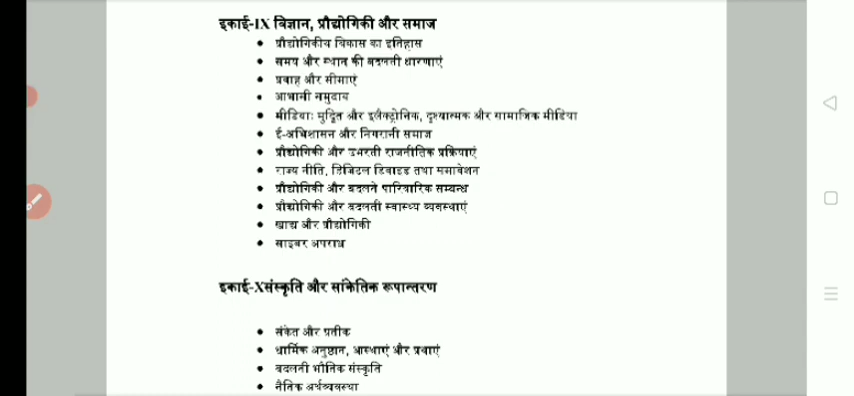 इकाई-IX विज्ञान, प्रौद्योगिकी और समाज
प्रौद्योगिकीय विकास का इतिहास
समय और स्थान की बदलती धारणाएं
प्रवाह और सीमाएं
आभासी समुदाय
मीडियाः मुद्रित और इलैक्ट्रोनिक, दृश्यात्मक और सामाजिक मीडिया
ई-अभिशासन और निगरानी समाज
प्रौद्योगिकी और उभरती राजनीतिक प्रक्रियाएं
राज्य नीति, डिजिटल डिवाइड तथा समावेशन
प्रौद्योगिकी और बदलते पारिवारिक सम्बन्ध
प्रौद्योगिकी और बदलती स्वास्थ्य व्यवस्थाएं
खाद्य और प्रौद्योगिकी
साइबर अपराध
इकाई-Xसंस्कृति और सांकेतिक रूपान्तरण
संकेत और प्रतीक
धार्मिक अनुष्ठान, आस्थाएं और प्रथाएं
बदलती भौतिक संस्कृति
नैतिक अर्थव्यवस्था